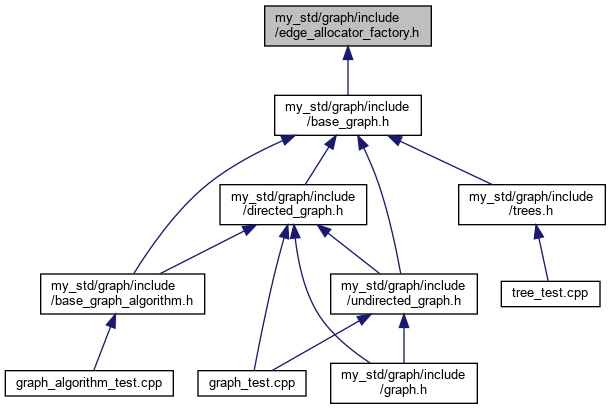 my_std/graph/include
/edge_allocator_factory.h
my_std/graph/include
/base_graph.h
my_std/graph/include
/directed_graph.h
my_std/graph/include
/trees.h
my_std/graph/include
/base_graph_algorithm.h
my_std/graph/include
/undirected_graph.h
tree_test.cpp
graph_algorithm_test.cpp
graph_test.cpp
my_std/graph/include
/graph.h